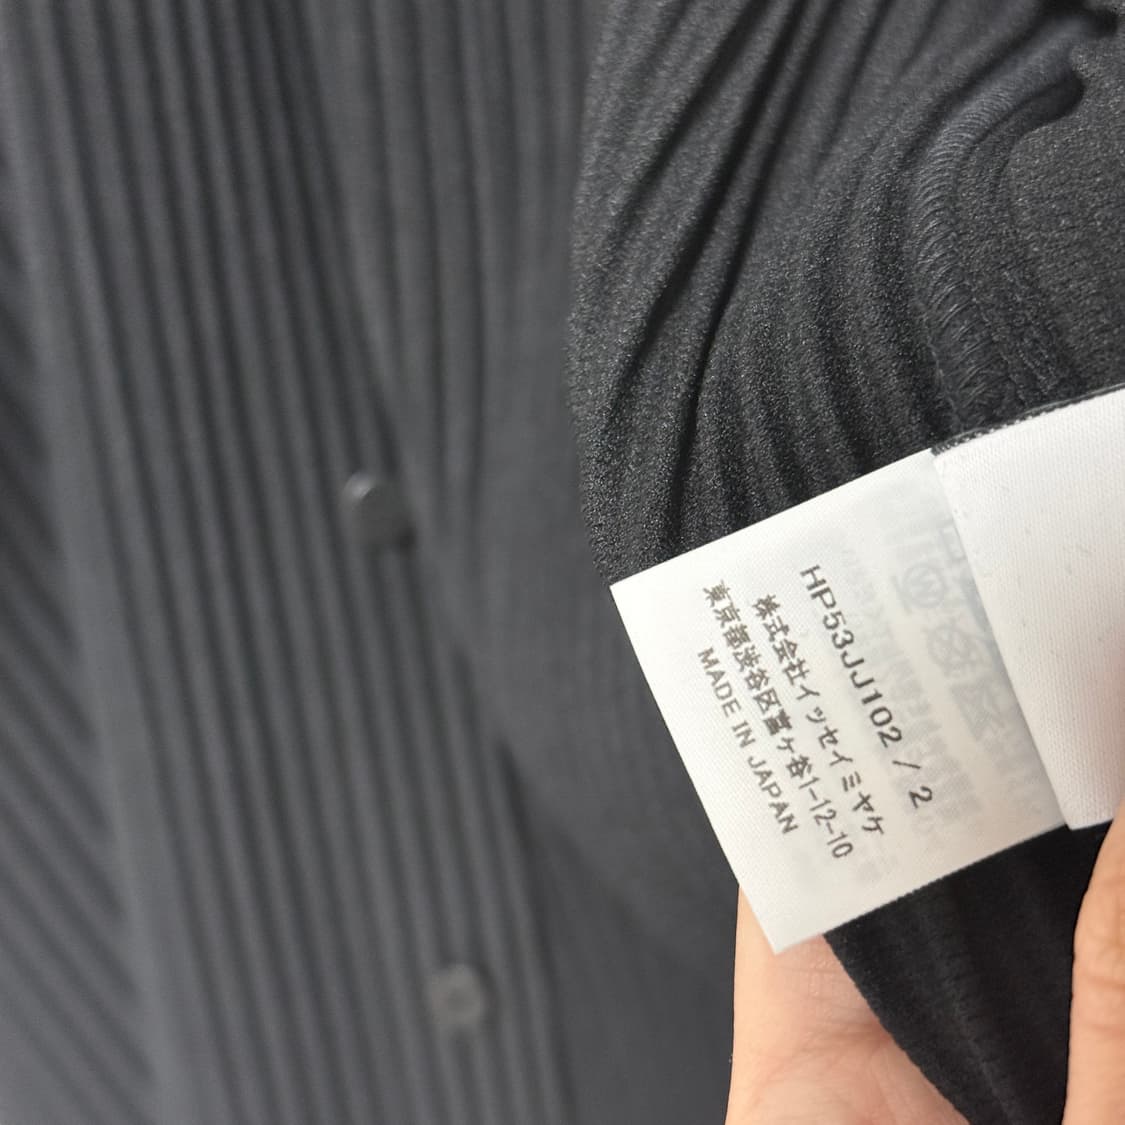 HP53JJ102 / 2
株式会社イッセイミヤケ
東京都渋谷区富ヶ谷1-12-10
MADE IN JAPAN